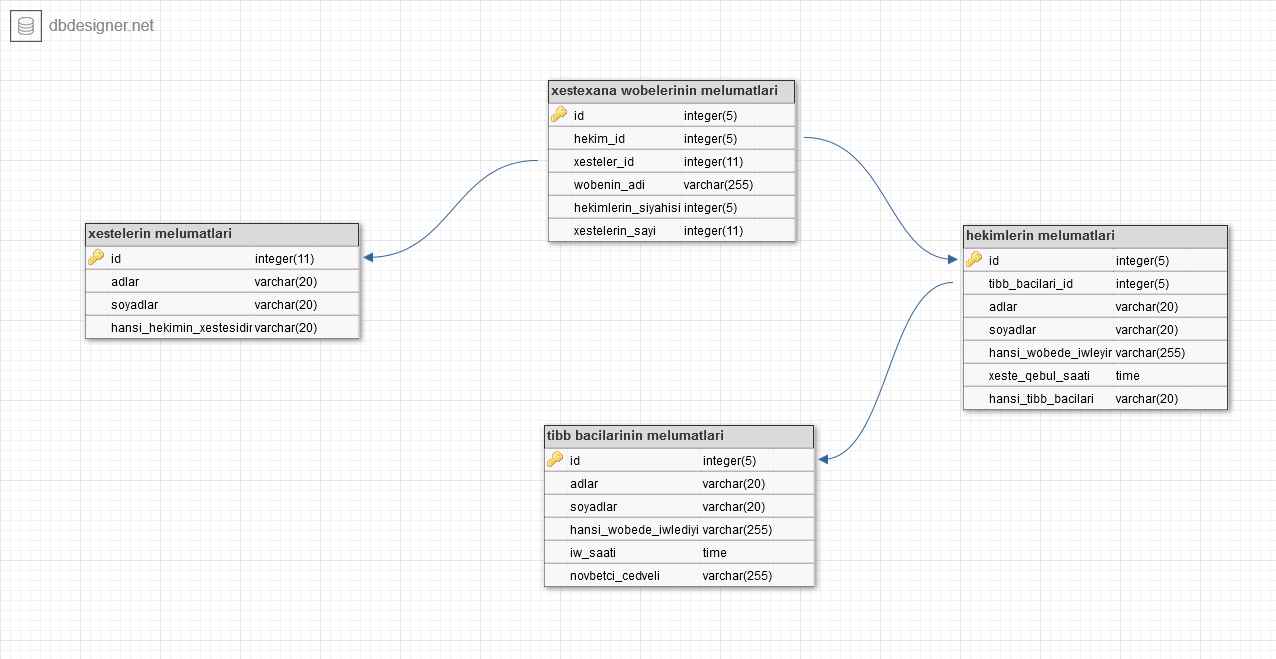 dbdesigner.net
xestexana wobelerinin melumatlari
id integer(5)
hekim_id integer(5)
xesteler_id integer(11)
wobenin_adi varchar(255)
hekimlerin_siyahisi integer(5)
xestelerin_sayi integer(11)
xestelerin melumatlari
id integer(11)
adlar varchar(20)
soyadlar varchar(20)
hansi_hekimin_xestesidir varchar(20)
hekimlerin melumatlari
id integer(5)
tibb_bacilari_id integer(5)
adlar varchar(20)
soyadlar varchar(20)
hansi_wobede_iwleyir varchar(255)
xeste_qebul_saati time
hansi_tibb_bacilari varchar(20)
tibb bacilarinin melumatlari
id integer(5)
adlar varchar(20)
soyadlar varchar(20)
hansi_wobede_iwlediyi varchar(255)
iw_saati time
novbetci_cedveli varchar(255)